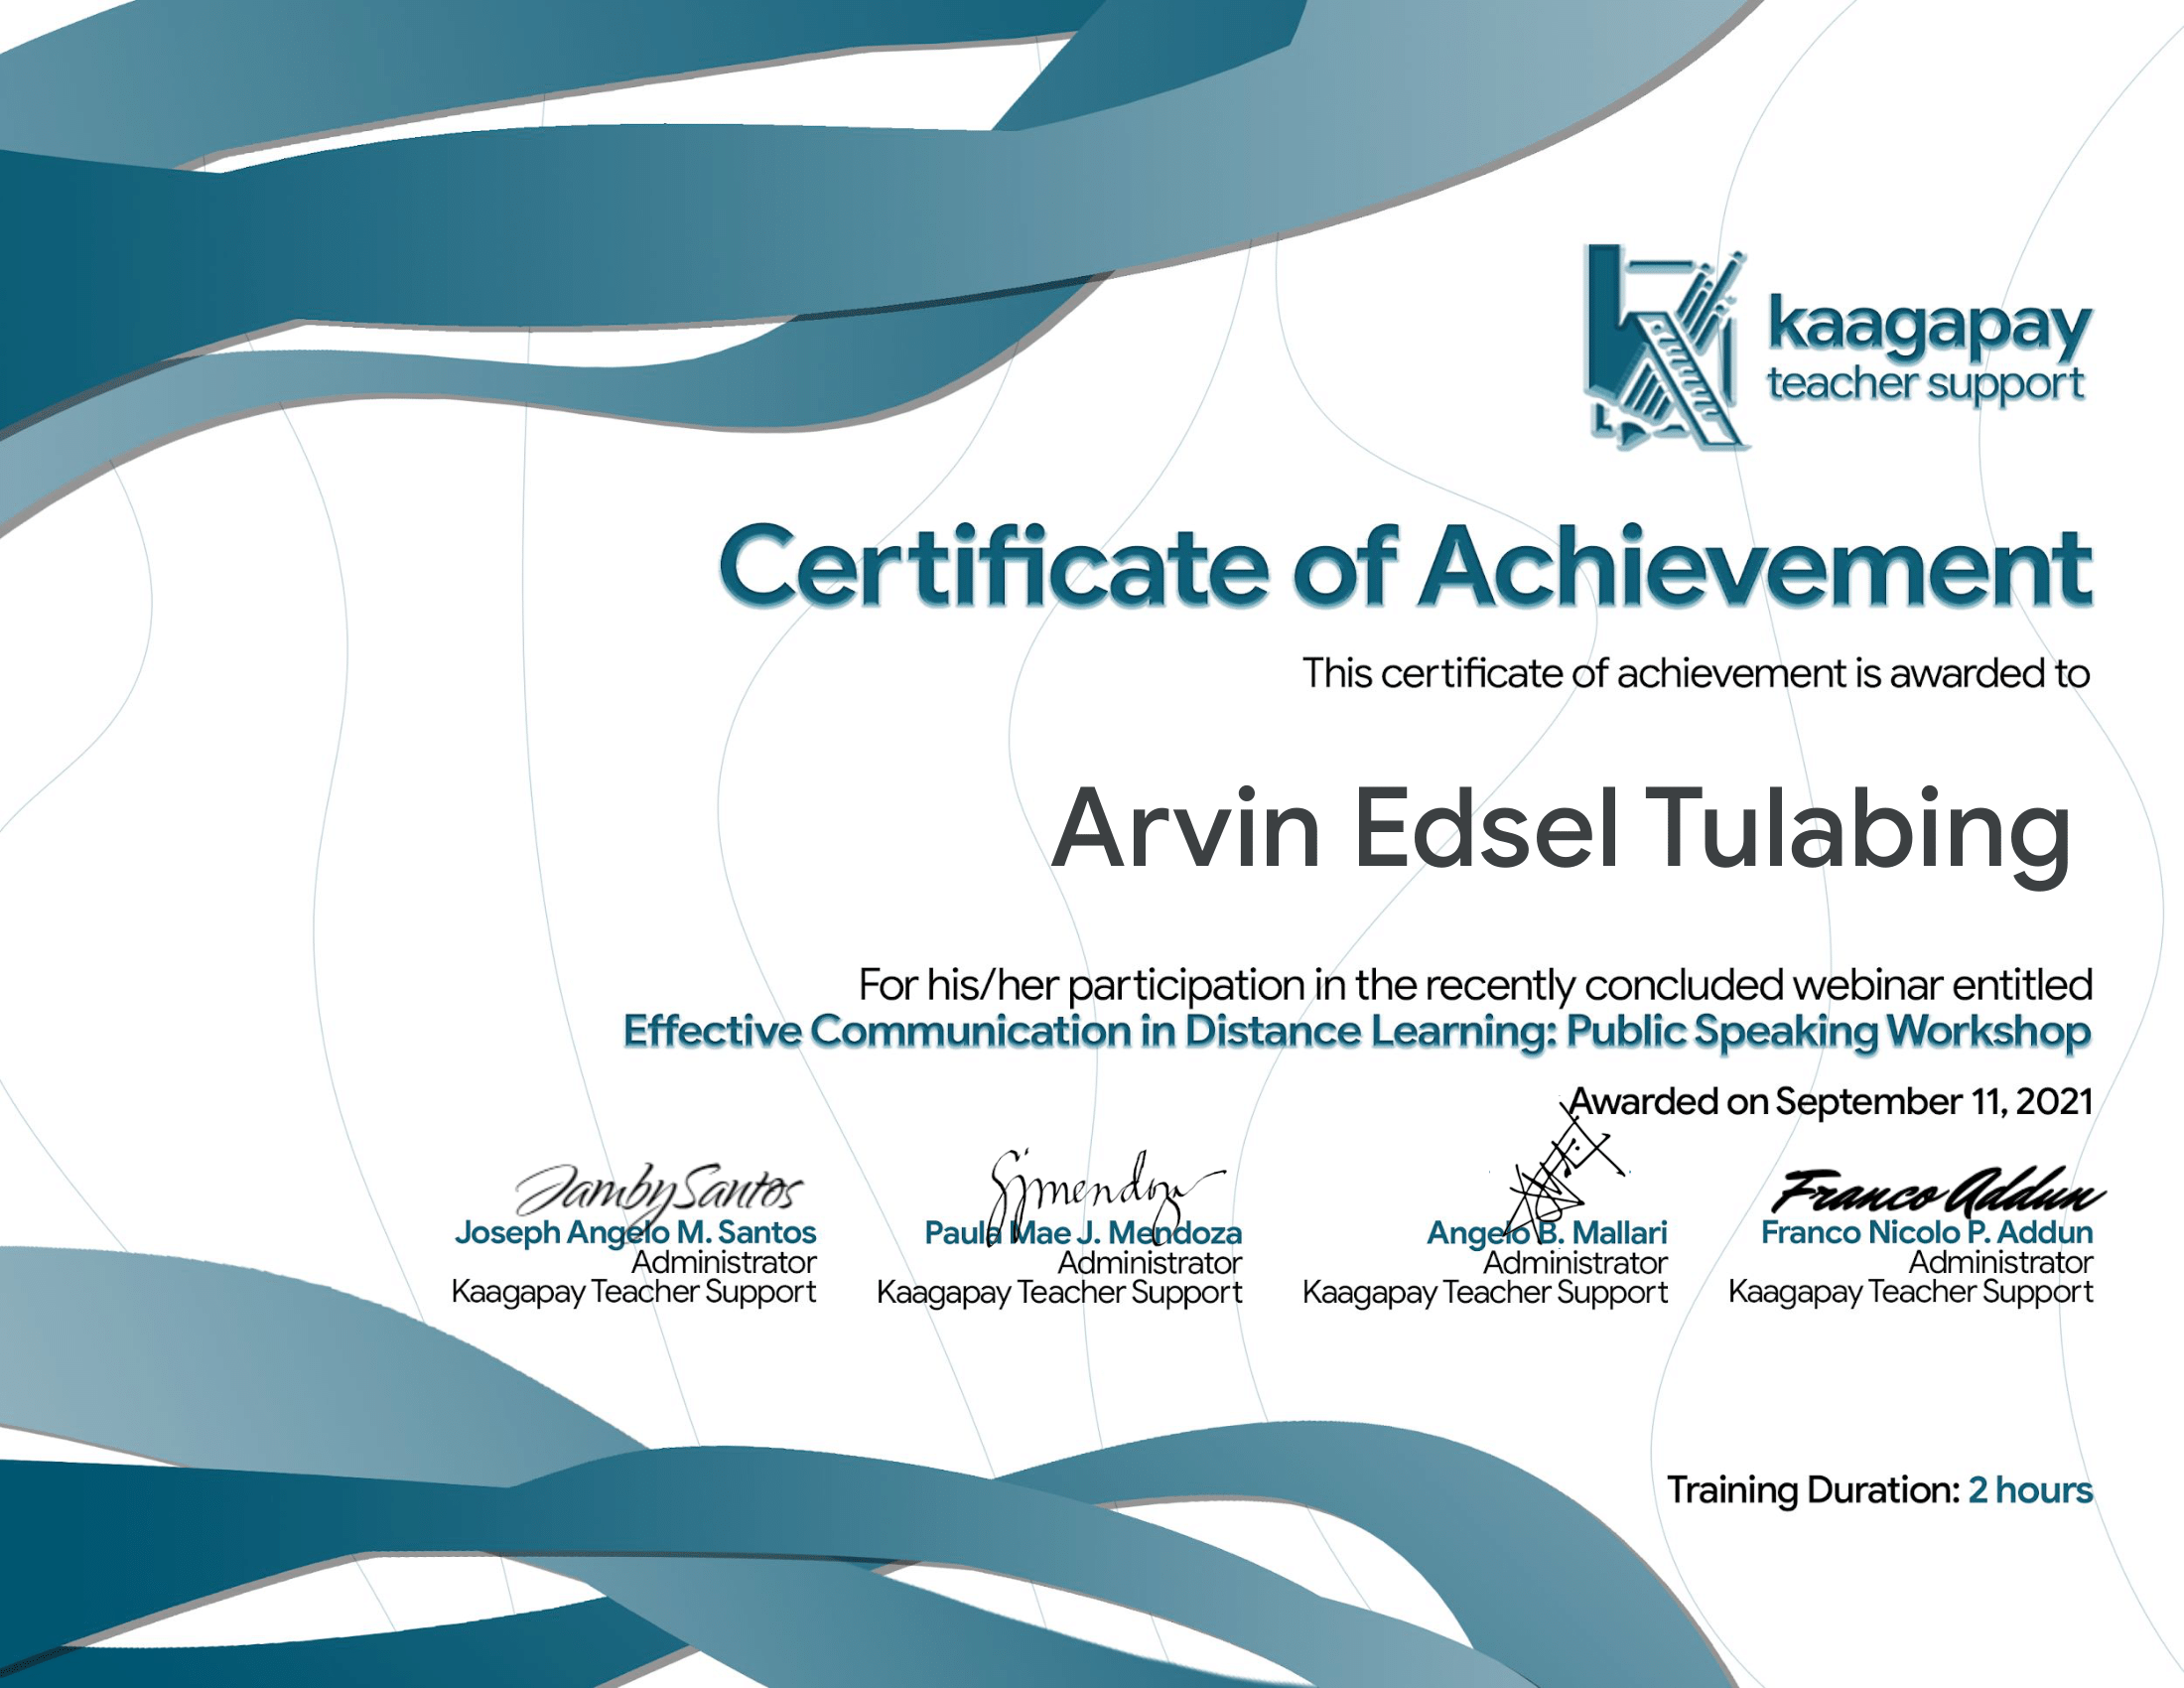 kaagapay
teacher support
Certificate of Achievement
This certificate of achievement is awarded to
Arvin Edsel Tulabing
For his/her participation in the recently concluded webinar entitled
Effective Communication in Distance Learning: Public Speaking Workshop
Awarded on September 11, 2021
Jamby Santos
Joseph Angelo M. Santos
Administrator
Kaagapay Teacher Support
Paula Mae J. Mendoza
Administrator
Kaagapay Teacher Support
Angelo B. Mallari
Administrator
Kaagapay Teacher Support
Franco Addun
Franco Nicolo P. Addun
Administrator
Kaagapay Teacher Support
Training Duration: 2 hours